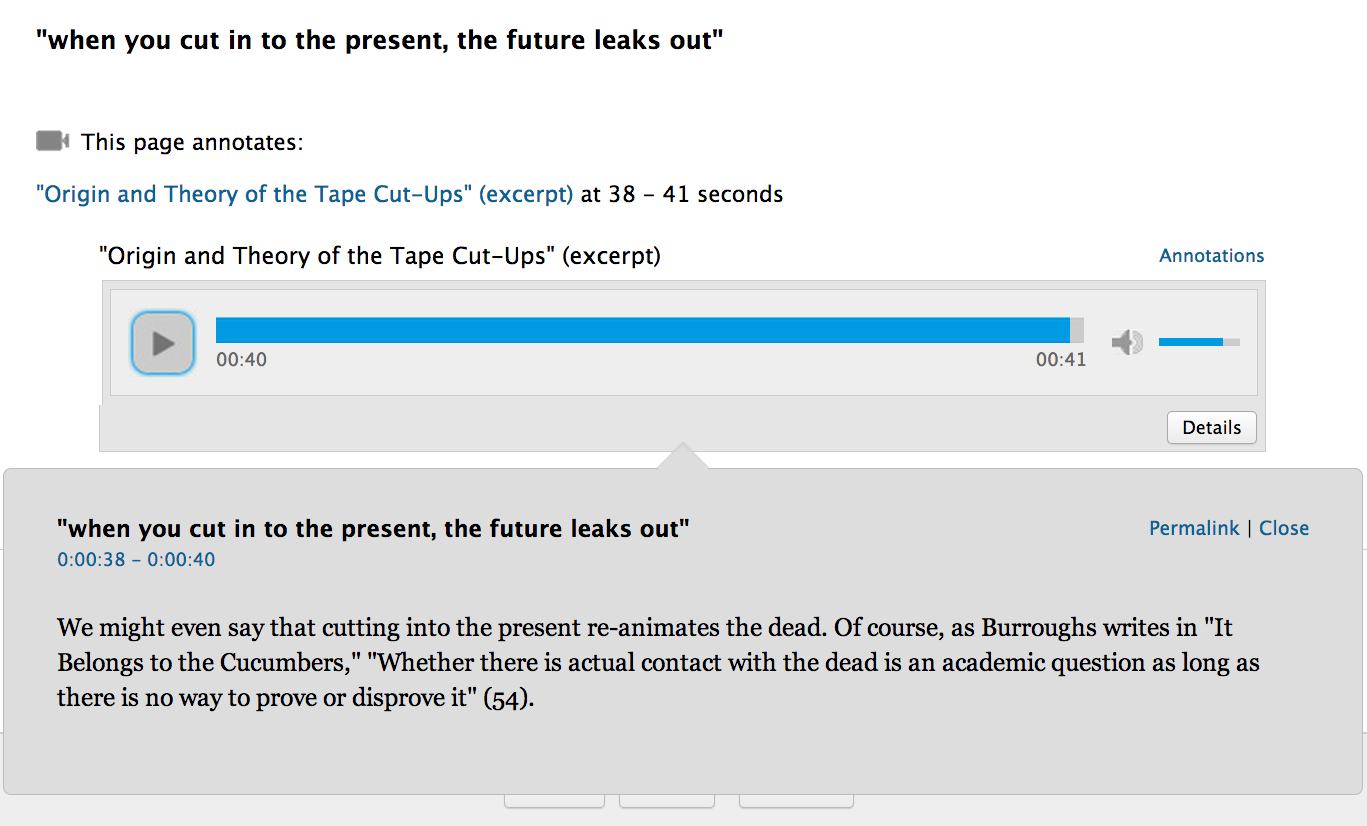 "when you cut in to the present, the future leaks out"
This page annotates:
"Origin and Theory of the Tape Cut-Ups" (excerpt) at 38 – 41 seconds
"Origin and Theory of the Tape Cut-Ups" (excerpt) Annotations
00:40 00:41
Details
"when you cut in to the present, the future leaks out" Permalink | Close
0:00:38 – 0:00:40
We might even say that cutting into the present re-animates the dead. Of course, as Burroughs writes in "It
Belongs to the Cucumbers," "Whether there is actual contact with the dead is an academic question as long as
there is no way to prove or disprove it" (54).